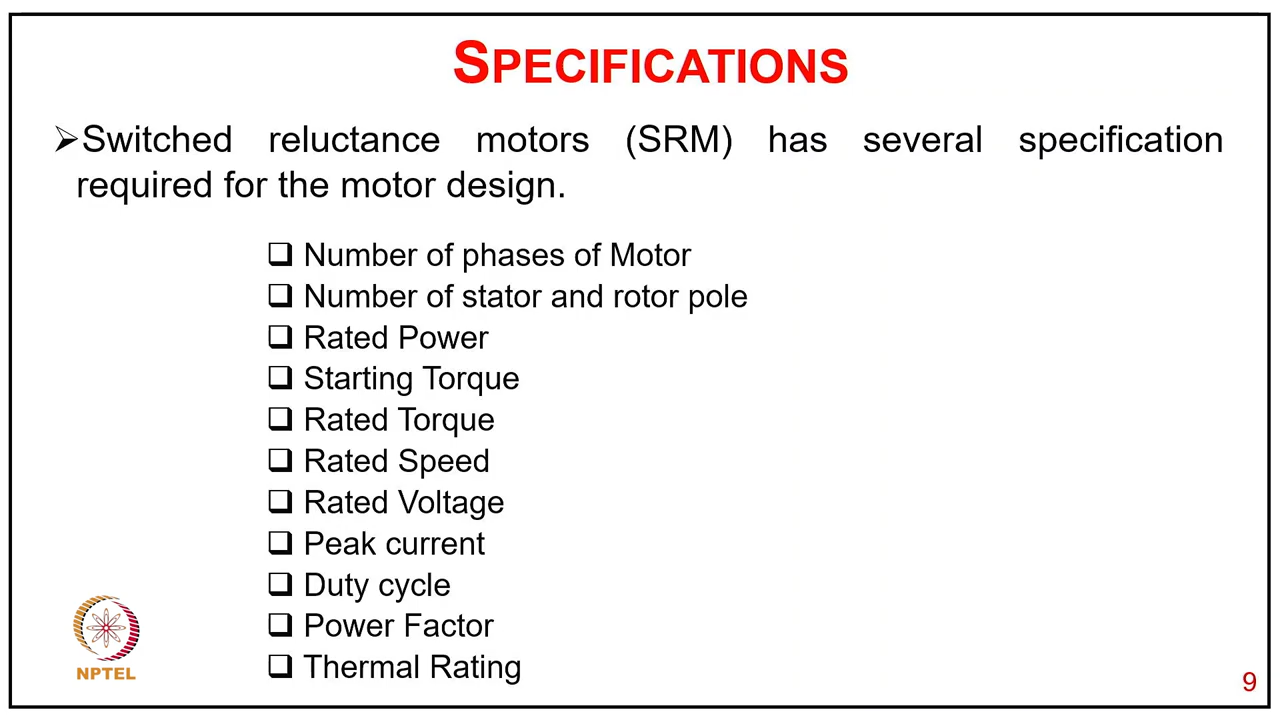 SPECIFICATIONS
➢Switched reluctance motors (SRM) has several specification
required for the motor design.
❑ Number of phases of Motor
❑ Number of stator and rotor pole
❑ Rated Power
❑ Starting Torque
❑ Rated Torque
❑ Rated Speed
❑ Rated Voltage
❑ Peak current
❑ Duty cycle
❑ Power Factor
❑ Thermal Rating
NPTEL
9